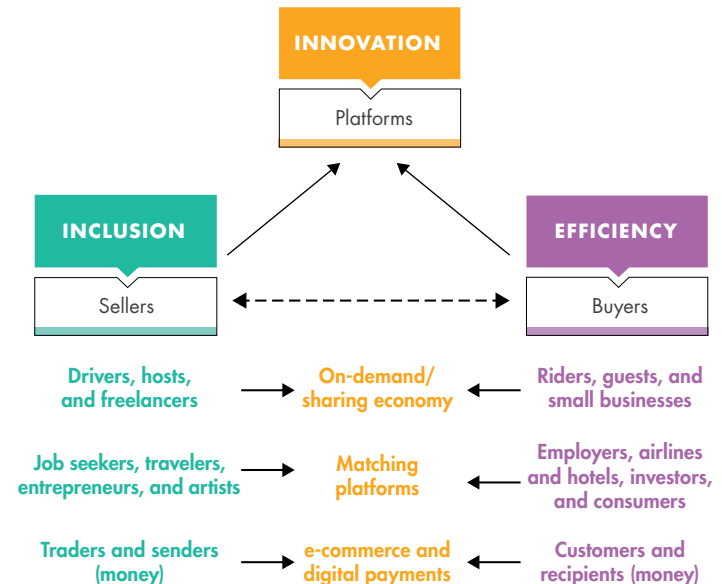 INNOVATION
Platforms
INCLUSION
Sellers
EFFICIENCY
Buyers
Drivers, hosts,
and freelancers
On-demand/
sharing economy
Riders, guests, and
small businesses
Job seekers, travelers,
entrepreneurs, and artists
Matching
platforms
Employers, airlines
and hotels, investors,
and consumers
Traders and senders
(money)
e-commerce and
digital payments
Customers and
recipients (money)